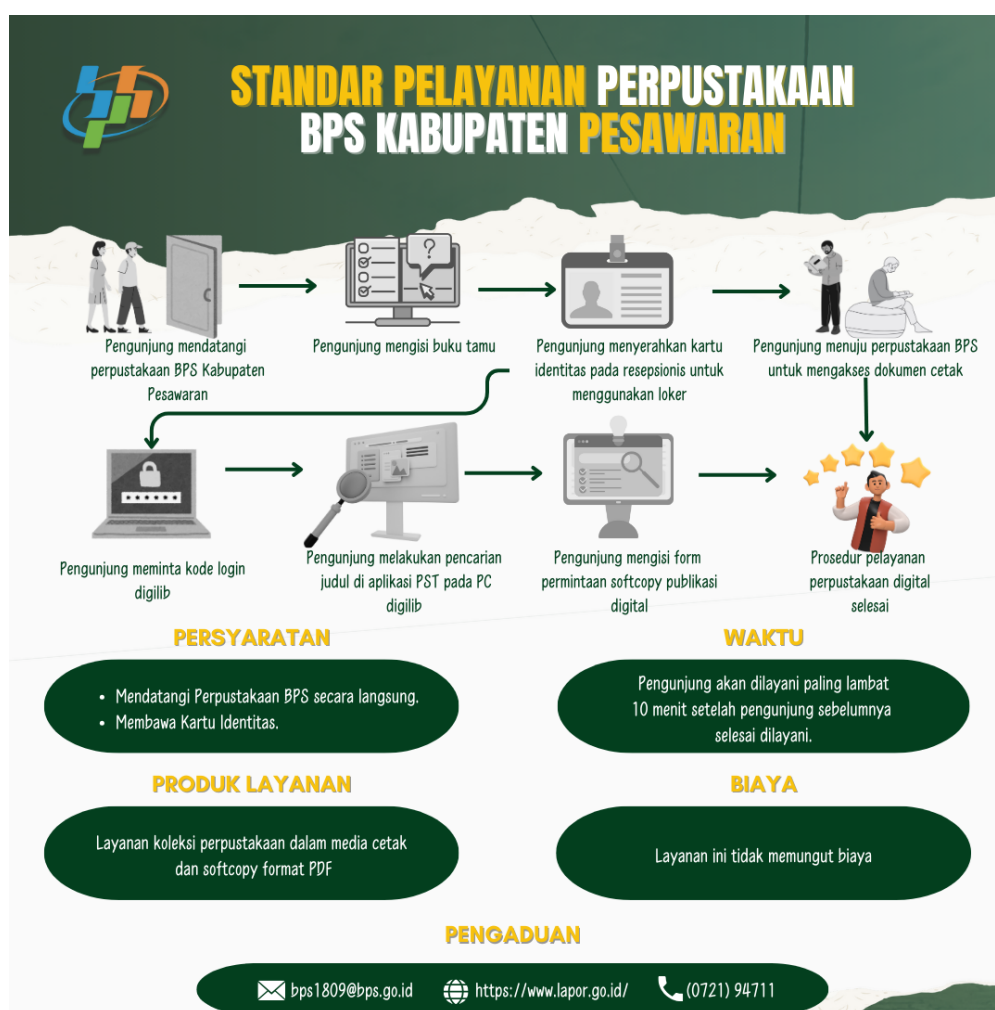 STANDAR PELAYANAN PERPUSTAKAAN
BPS KABUPATEN PESAWARAN
Pengunjung mendatangi
perpustakaan BPS Kabupaten
Pesawaran
Pengunjung mengisi buku tamu
Pengunjung menyerahkan kartu
identitas pada resepsionis untuk
menggunakan loker
Pengunjung menuju perpustakaan BPS
untuk mengakses dokumen cetak
Pengunjung meminta kode login
digilib
Pengunjung melakukan pencarian
judul di aplikasi PST pada PC
digilib
Pengunjung mengisi form
permintaan softcopy publikasi
digital
Prosedur pelayanan
perpustakaan digital
selesai
PERSYARATAN
• Mendatangi Perpustakaan BPS secara langsung.
• Membawa Kartu Identitas.
WAKTU
Pengunjung akan dilayani paling lambat
10 menit setelah pengunjung sebelumnya
selesai dilayani.
PRODUK LAYANAN
Layanan koleksi perpustakaan dalam media cetak
dan softcopy format PDF
BIAYA
Layanan ini tidak memungut biaya
PENGADUAN
bps1809@bps.go.id https://www.lapor.go.id/ (0721) 94711